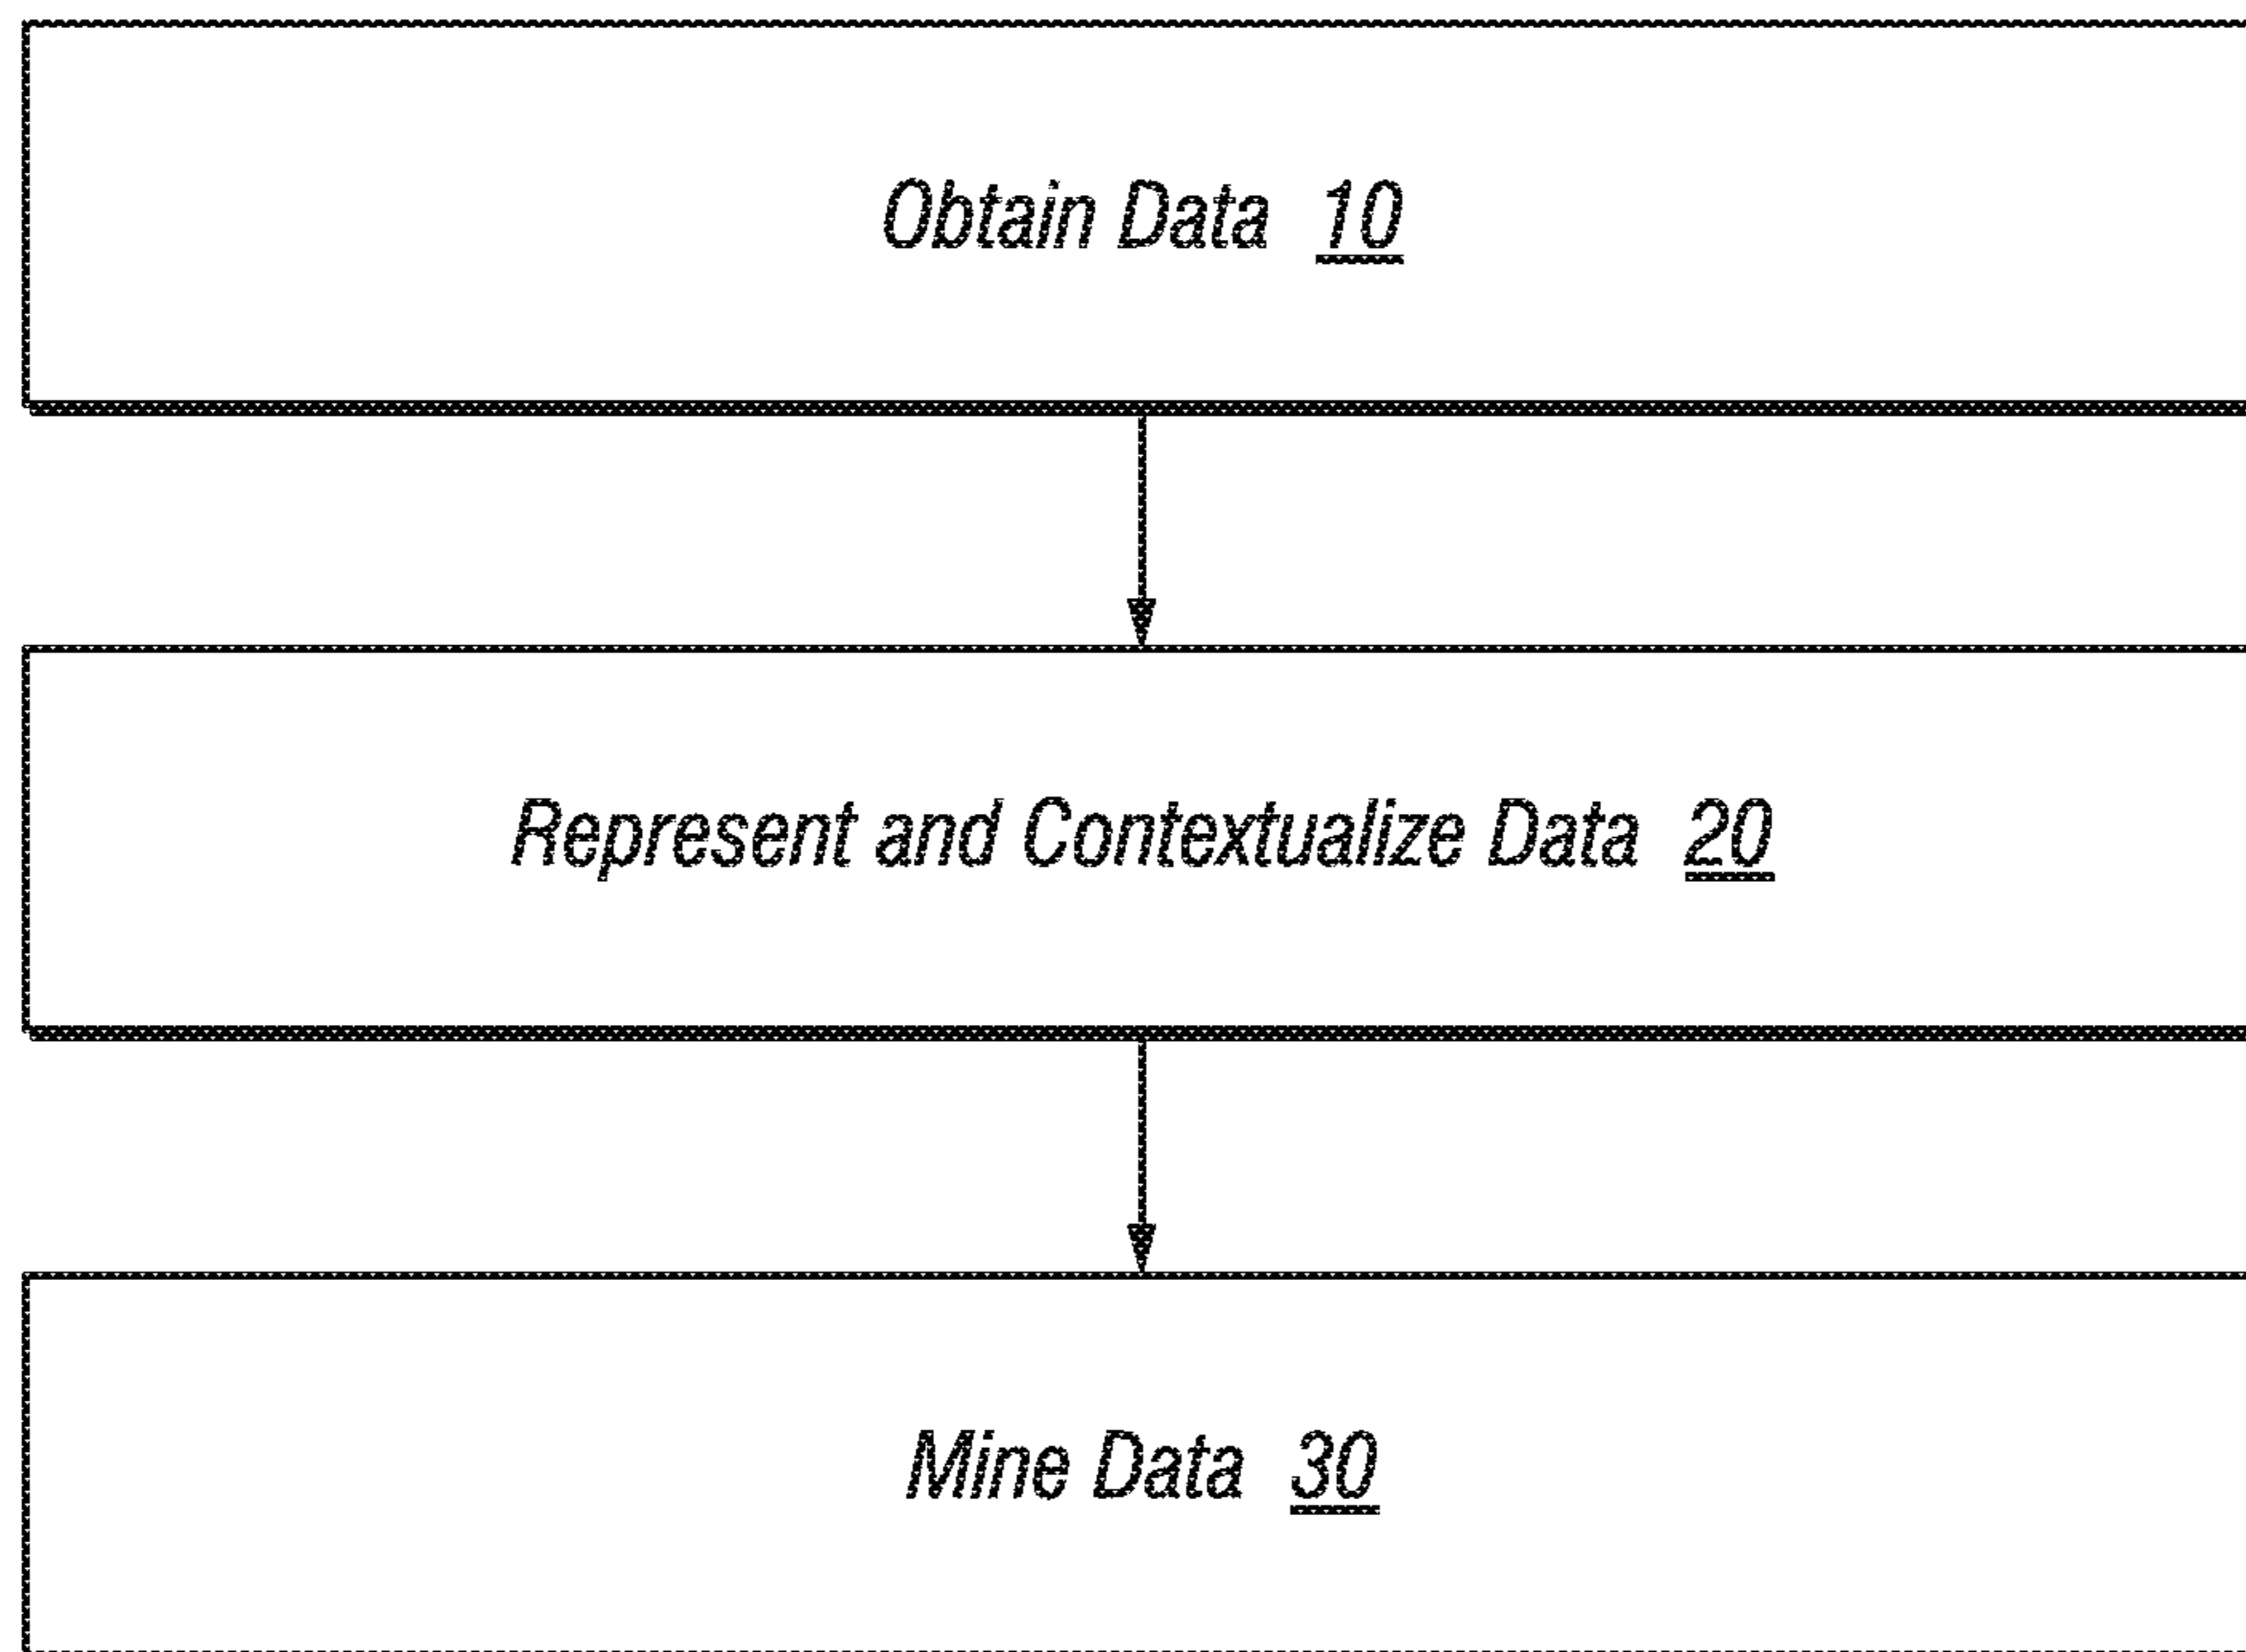 Obtain Data 10
Represent and Contextualize Data 20
Mine Data 30